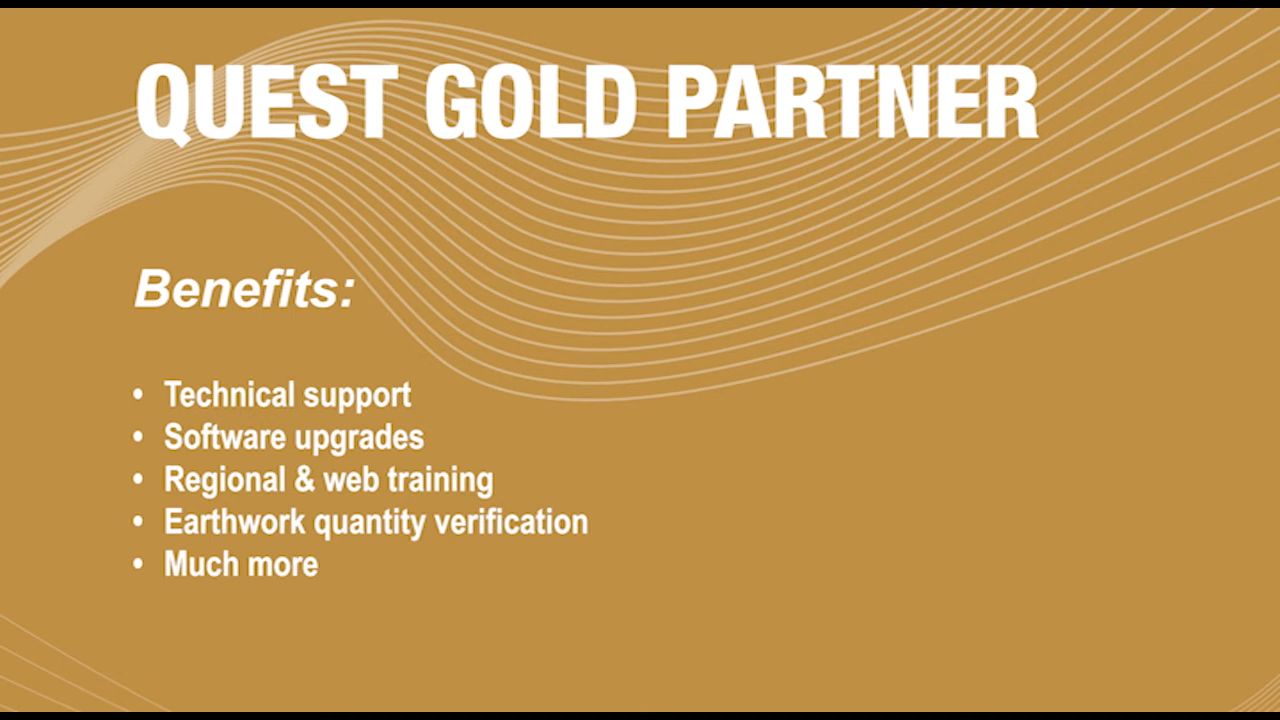 QUEST GOLD PARTNER
Benefits:
• Technical support
• Software upgrades
• Regional & web training
• Earthwork quantity verification
• Much more